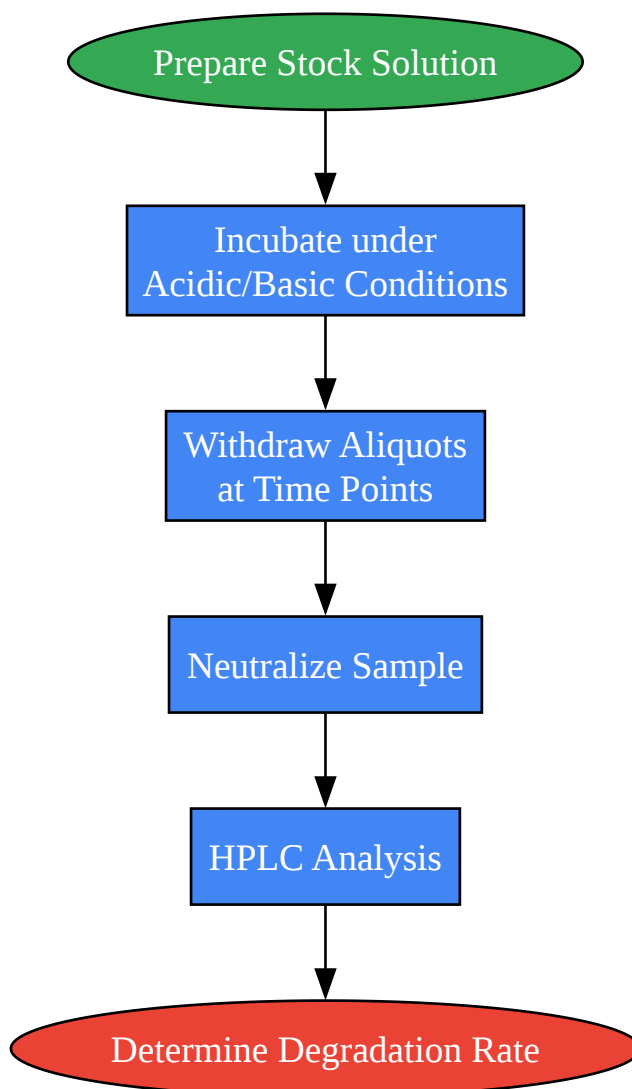 Prepare Stock Solution
Incubate under
Acidic/Basic Conditions
Withdraw Aliquots
at Time Points
Neutralize Sample
HPLC Analysis
Determine Degradation Rate